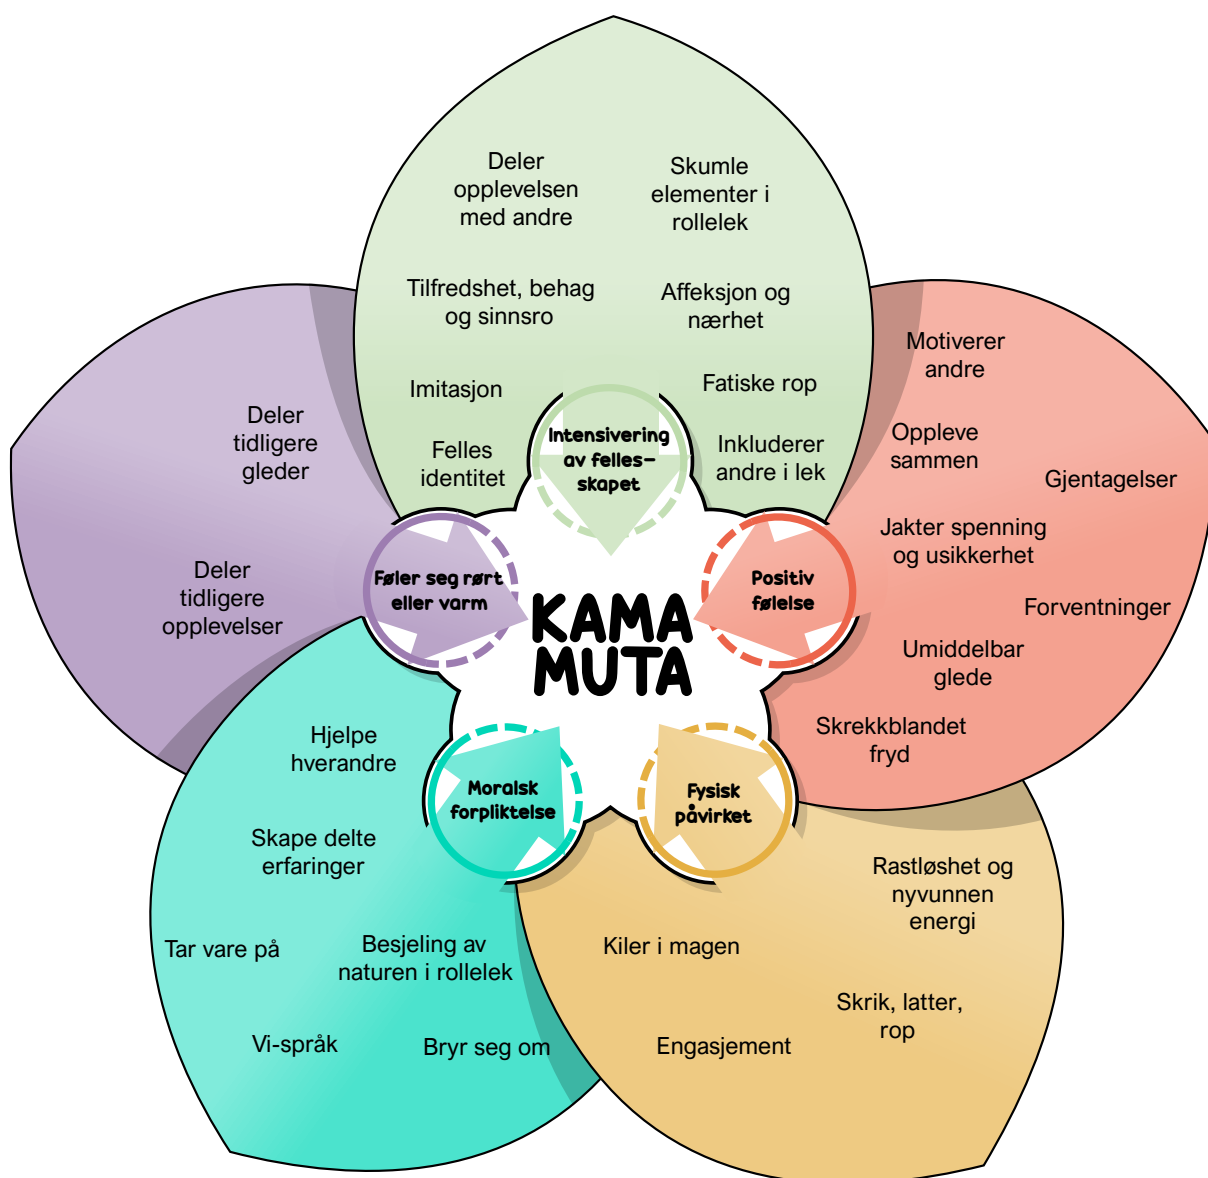 Deler
opplevelsen
med andre
Skumle
elementer i
rollelek
Tilfredshet, behag
og sinnsro
Affeksjon og
nærhet
Imitasjon
Fatiske rop
Felles
identitet
Inkluderer
andre i lek
Intensivering
av felles-
skapet
Motiverer
andre
Oppleve
sammen
Gjentagelser
Jakter spenning
og usikkerhet
Forventninger
Umiddelbar
glede
Skrekkblandet
fryd
Positiv
følelse
Deler
tidligere
gleder
Deler
tidligere
opplevelser
Føler seg rørt
eller varm
KAMA
MUTA
Hjelpe
hverandre
Skape delte
erfaringer
Tar vare på
Besjeling av
naturen i rollelek
Vi-språk
Bryr seg om
Moralsk
forpliktelse
Fysisk
påvirket
Rastløshet og
nyvunnen
energi
Kiler i magen
Skrik, latter,
rop
Engasjement